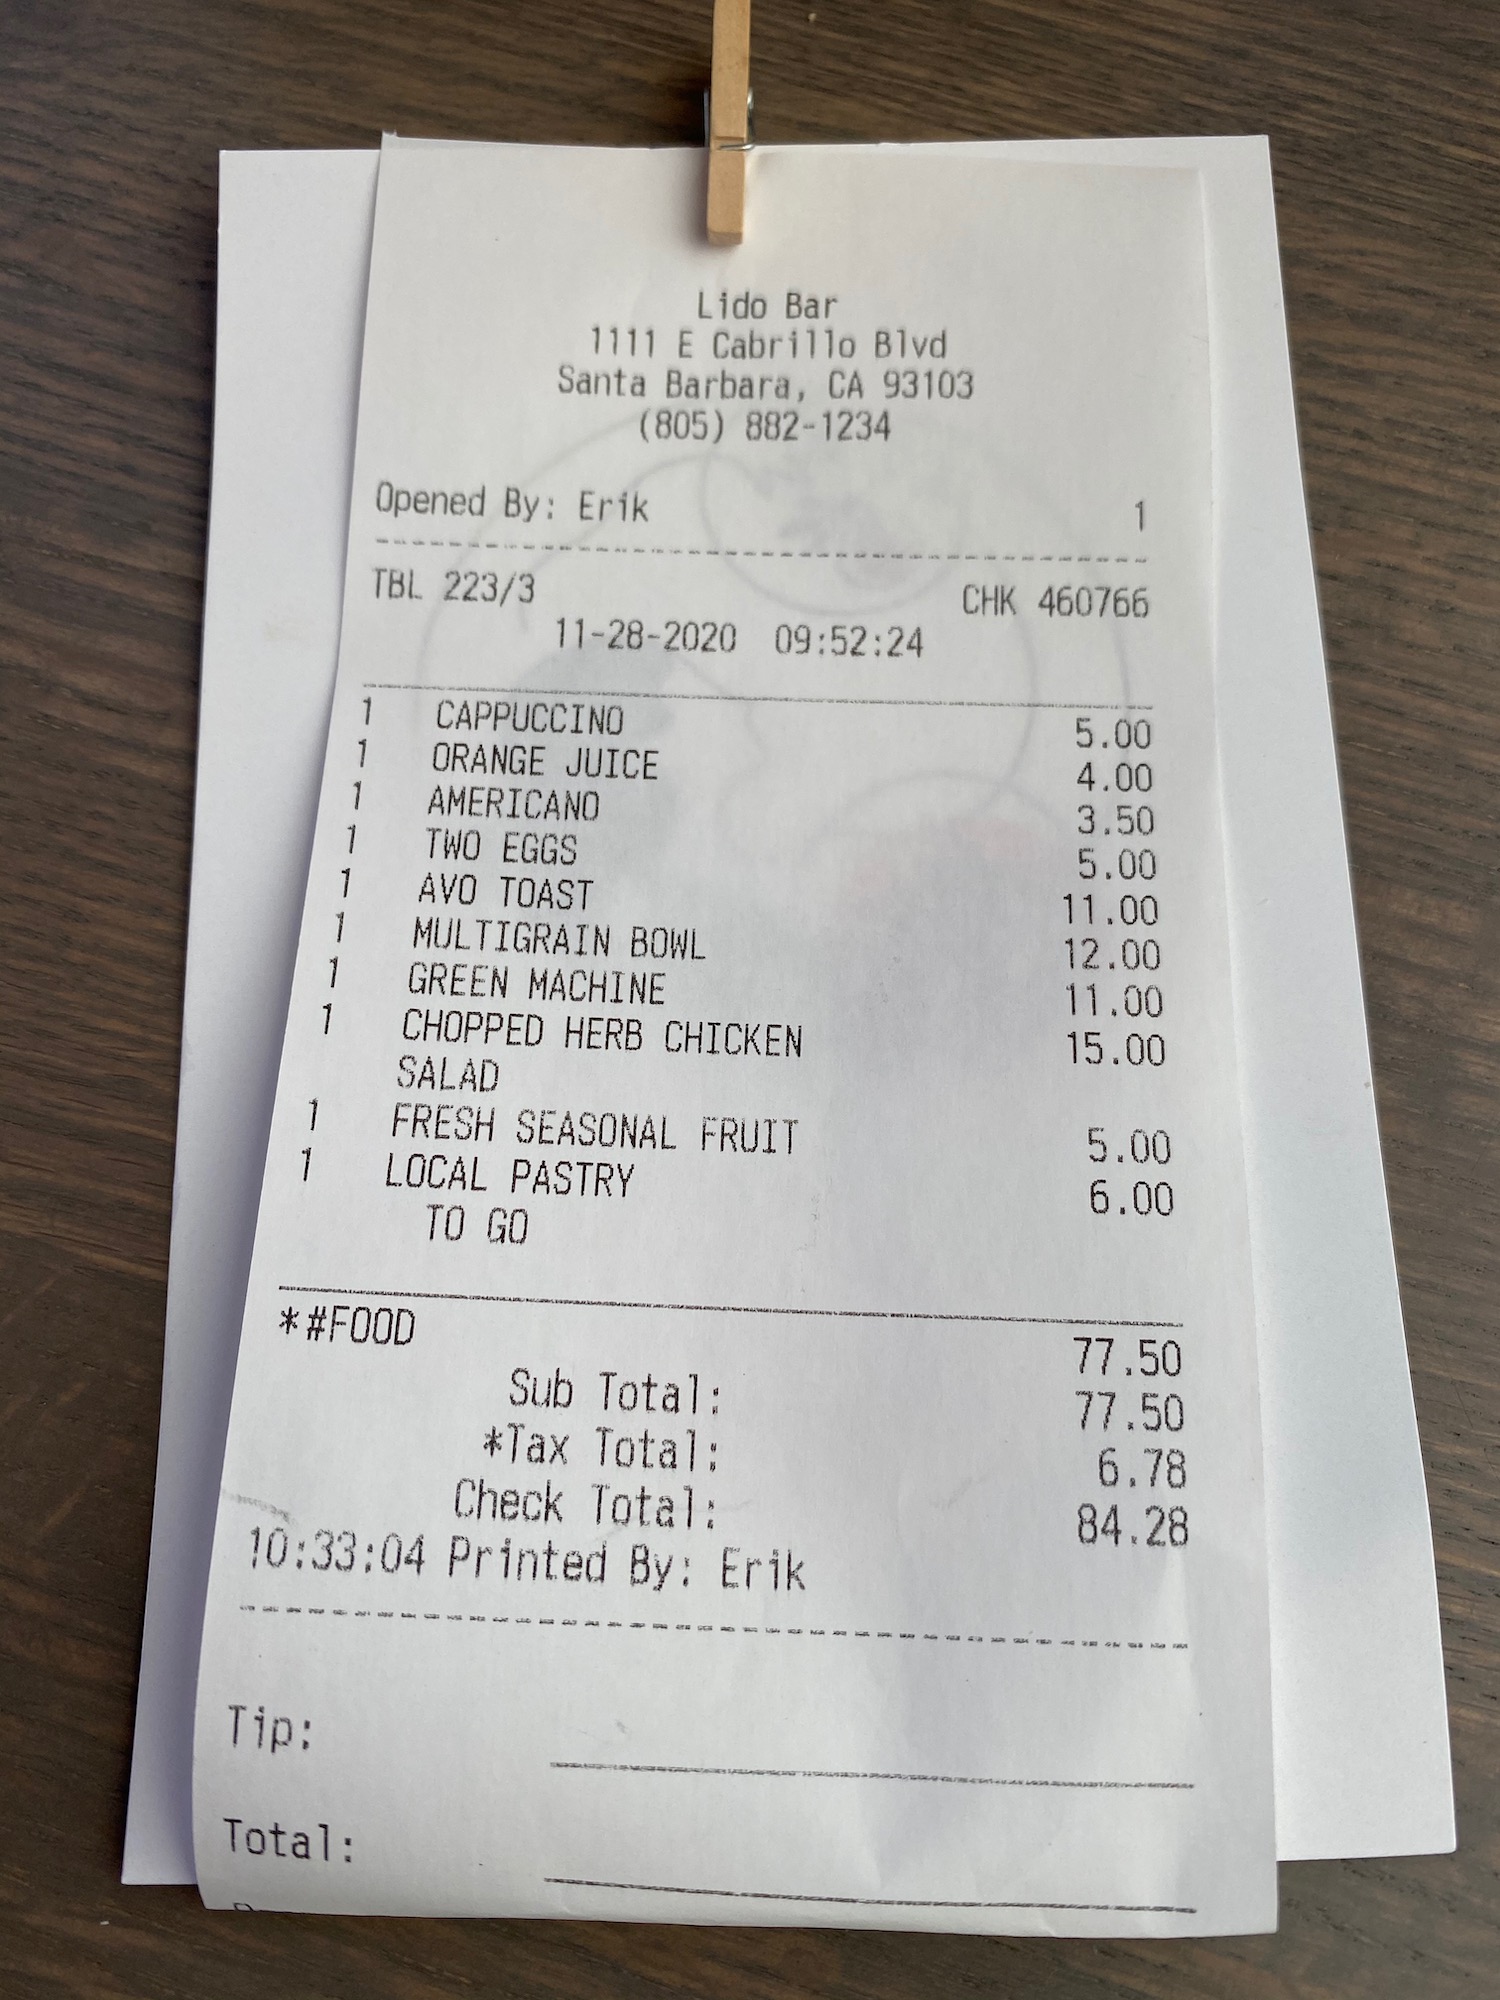 Lido Bar
1111 E Cabrillo Blvd
Santa Barbara, CA 93103
(805) 882-1234
Opened By: Erik 1
TBL 223/3 CHK 460766
11-28-2020 09:52:24
1 CAPPUCCINO 5.00
1 ORANGE JUICE 4.00
1 AMERICANO 3.50
1 TWO EGGS 5.00
1 AVO TOAST 11.00
1 MULTIGRAIN BOWL 12.00
1 GREEN MACHINE 11.00
1 CHOPPED HERB CHICKEN 15.00
SALAD
1 FRESH SEASONAL FRUIT 5.00
1 LOCAL PASTRY 6.00
TO GO
*#FOOD 77.50
Sub Total: 77.50
*Tax Total: 6.78
Check Total: 84.28
10:33:04 Printed By: Erik
Tip:
Total: